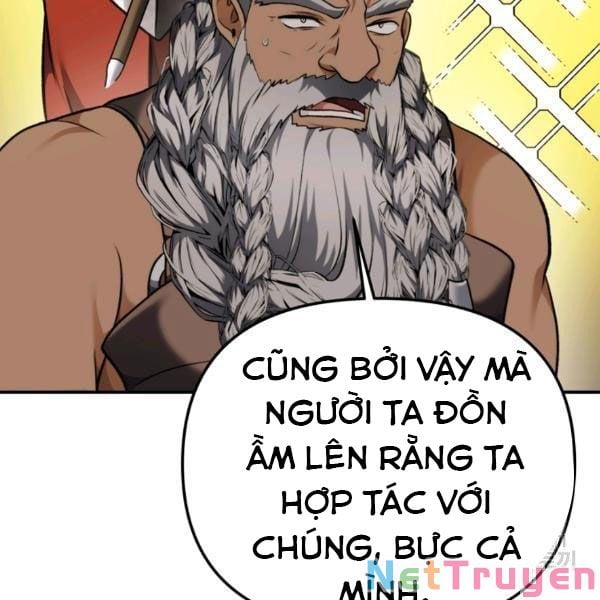 CŨNG BỞI VẬY MÀ
NGƯỜI TA ĐỒN
ẦM LÊN RẰNG TA
HỢP TÁC VỚI
CHÚNG, BỰC CẢ
MÌNH.
NetTruyen